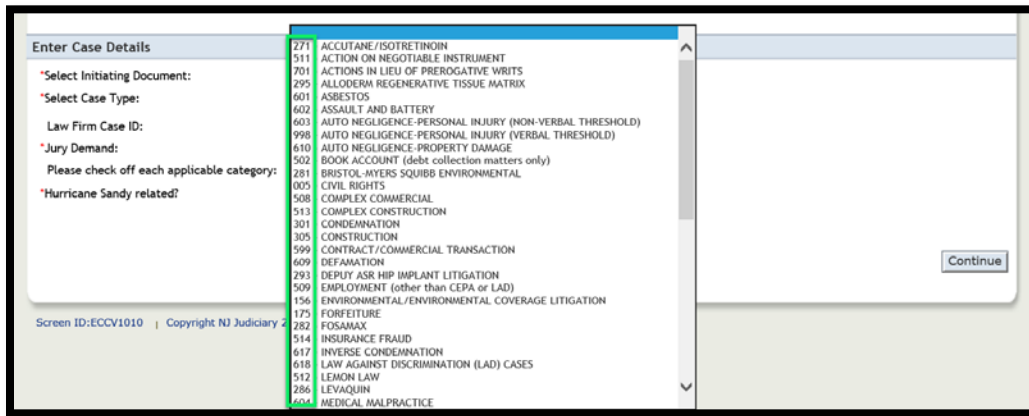 Enter Case Details
*Select Initiating Document:
*Select Case Type:
Law Firm Case ID:
*Jury Demand:
Please check off each applicable category:
*Hurricane Sandy related?
271 ACCUTANE/ISOTRETINOIN
511 ACTION ON NEGOTIABLE INSTRUMENT
701 ACTIONS IN LIEU OF PREROGATIVE WRITS
295 ALLODERM REGENERATIVE TISSUE MATRIX
601 ASBESTOS
602 ASSAULT AND BATTERY
603 AUTO NEGLIGENCE-PERSONAL INJURY (NON-VERBAL THRESHOLD)
998 AUTO NEGLIGENCE-PERSONAL INJURY (VERBAL THRESHOLD)
610 AUTO NEGLIGENCE-PROPERTY DAMAGE
502 BOOK ACCOUNT (debt collection matters only)
281 BRISTOL-MYERS SQUIBB ENVIRONMENTAL
005 CIVIL RIGHTS
508 COMPLEX COMMERCIAL
513 COMPLEX CONSTRUCTION
301 CONDEMNATION
305 CONSTRUCTION
599 CONTRACT/COMMERCIAL TRANSACTION
609 DEFAMATION
293 DEPUY ASR HIP IMPLANT LITIGATION
509 EMPLOYMENT (other than CEPA or LAD)
156 ENVIRONMENTAL/ENVIRONMENTAL COVERAGE LITIGATION
175 FORFEITURE
282 FOSAMAX
514 INSURANCE FRAUD
617 INVERSE CONDEMNATION
618 LAW AGAINST DISCRIMINATION (LAD) CASES
512 LEMON LAW
286 LEVAQUIN
604 MEDICAL MALPRACTICE
Continue
Screen ID:ECCV1010 | Copyright NJ Judiciary 2